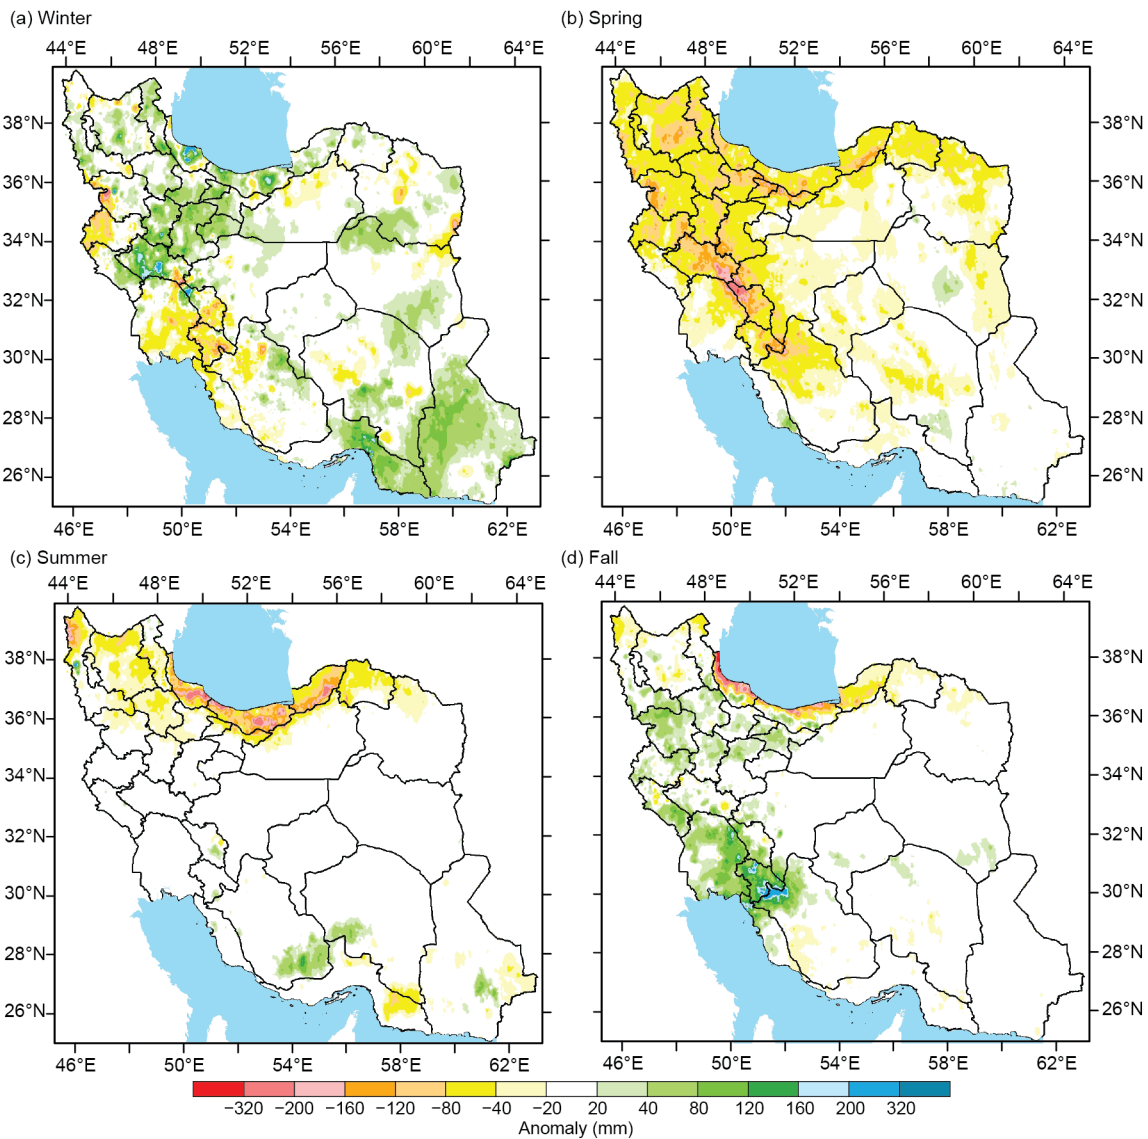 (a) Winter (b) Spring
44°E 48°E 52°E 56°E 60°E 64°E 44°E 48°E 52°E 56°E 60°E 64°E
38°N 38°N
36°N 36°N
34°N 34°N
32°N 32°N
30°N 30°N
28°N 28°N
26°N 26°N
46°E 50°E 54°E 58°E 62°E 46°E 50°E 54°E 58°E 62°E
(c) Summer (d) Fall
44°E 48°E 52°E 56°E 60°E 64°E 44°E 48°E 52°E 56°E 60°E 64°E
38°N 38°N
36°N 36°N
34°N 34°N
32°N 32°N
30°N 30°N
28°N 28°N
26°N 26°N
46°E 50°E 54°E 58°E 62°E 46°E 50°E 54°E 58°E 62°E
−320 −200 −160 −120 −80 −40 −20 20 40 80 120 160 200 320
Anomaly (mm)